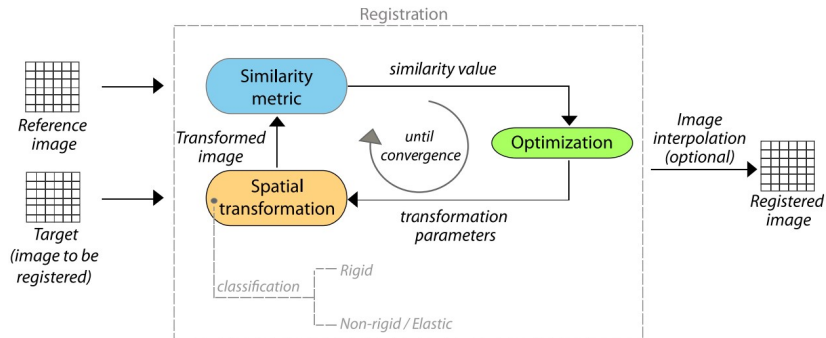 Registration
Similarity
metric
similarity value
Reference
image
Transformed
image
until
convergence
Optimization
Image
interpolation
(optional)
Spatial
transformation
transformation
parameters
Registered
image
Target
(image to be
registered)
classification
Rigid
Non-rigid / Elastic